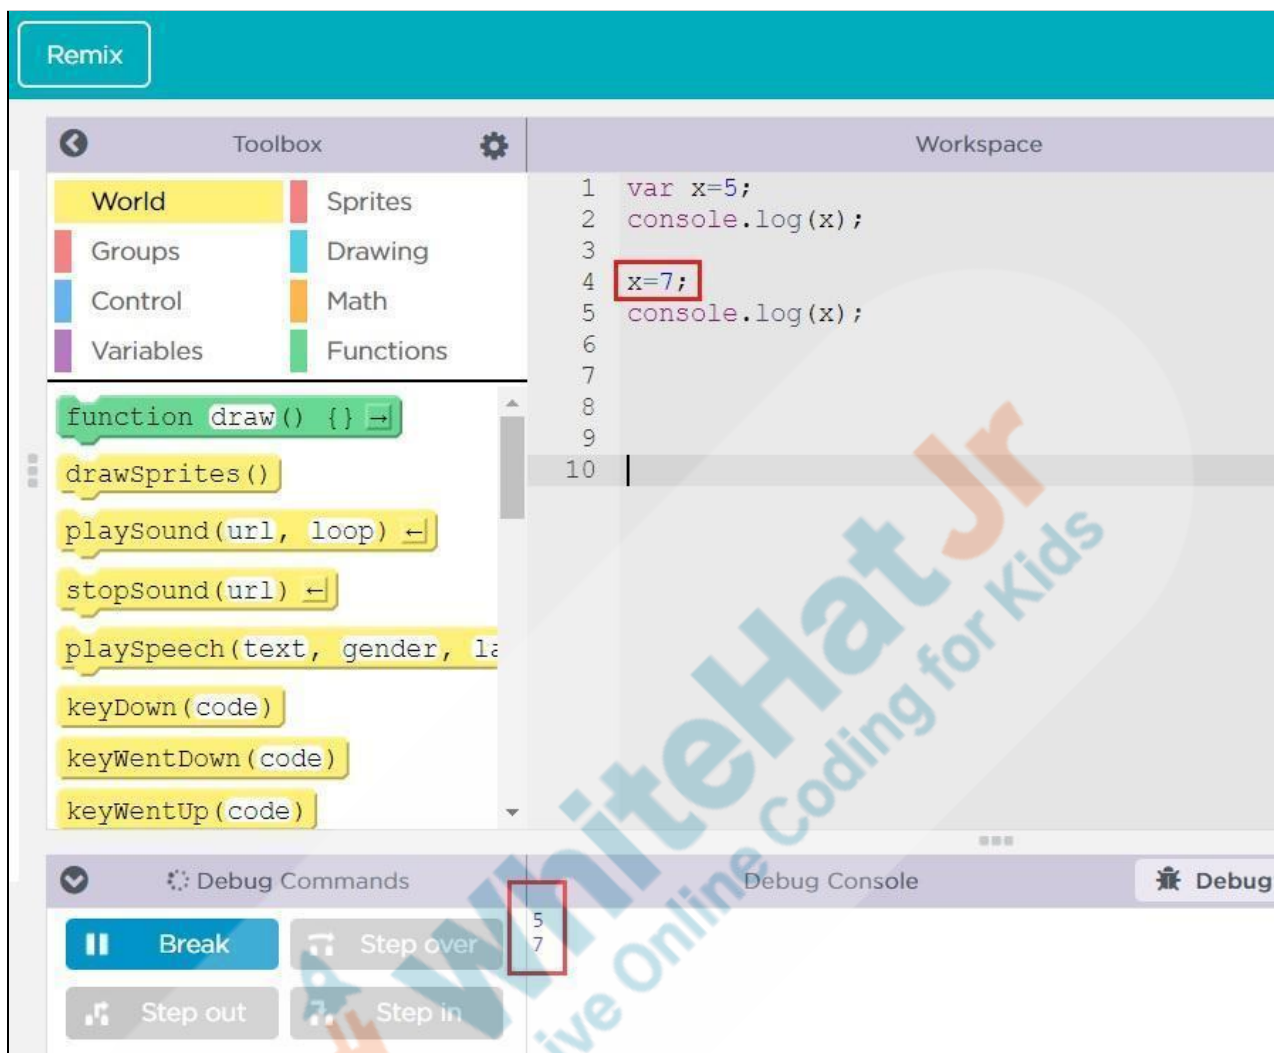 Remix
Toolbox
Workspace
World
Sprites
Groups
Drawing
Control
Math
Variables
Functions
1 var x=5;
2 console.log(x);
3
4 x=7;
5 console.log(x);
6
7
8
9
10
function draw() {} →
drawSprites()
playSound(url, loop) ←
stopSound(url) ←
playSpeech(text, gender, la
keyDown(code)
keyWentDown(code)
keyWentUp(code)
Debug Commands
Debug Console
Debug
Break
Step over
Step out
Step in
5
7
WhiteHat Jr
ive Online Coding for Kids